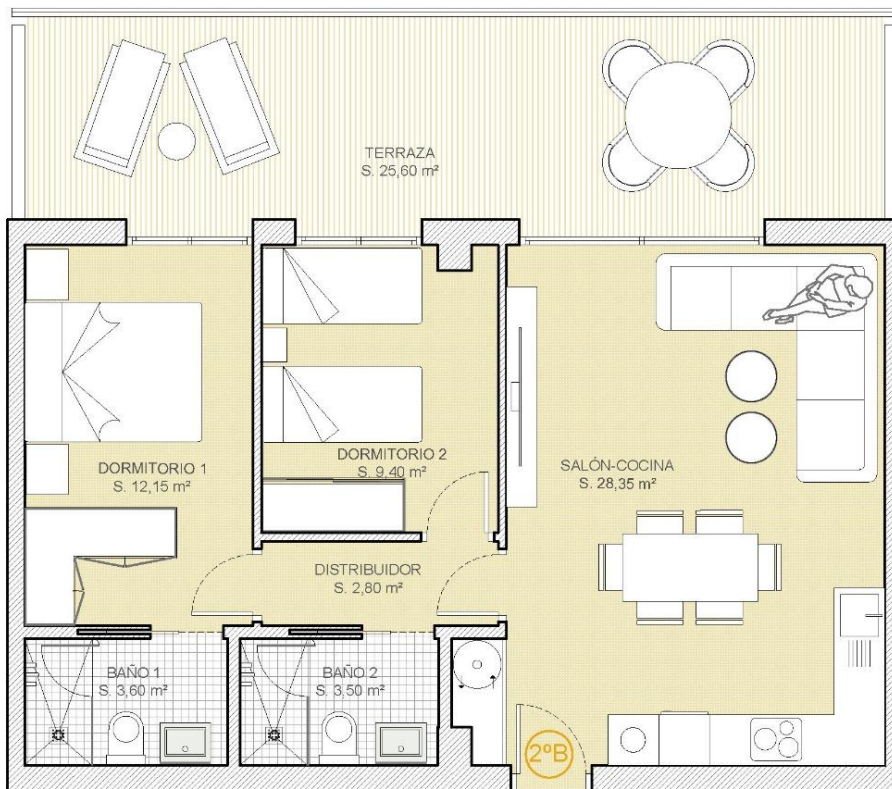 TERRAZA
S. 25,60 m²
DORMITORIO 1
S. 12,15 m²
DORMITORIO 2
S. 9,40 m²
SALÓN-COCINA
S. 28,35 m²
DISTRIBUIDOR
S. 2,80 m²
BAÑO 1
S. 3,60 m²
BAÑO 2
S. 3,50 m²
2ºB